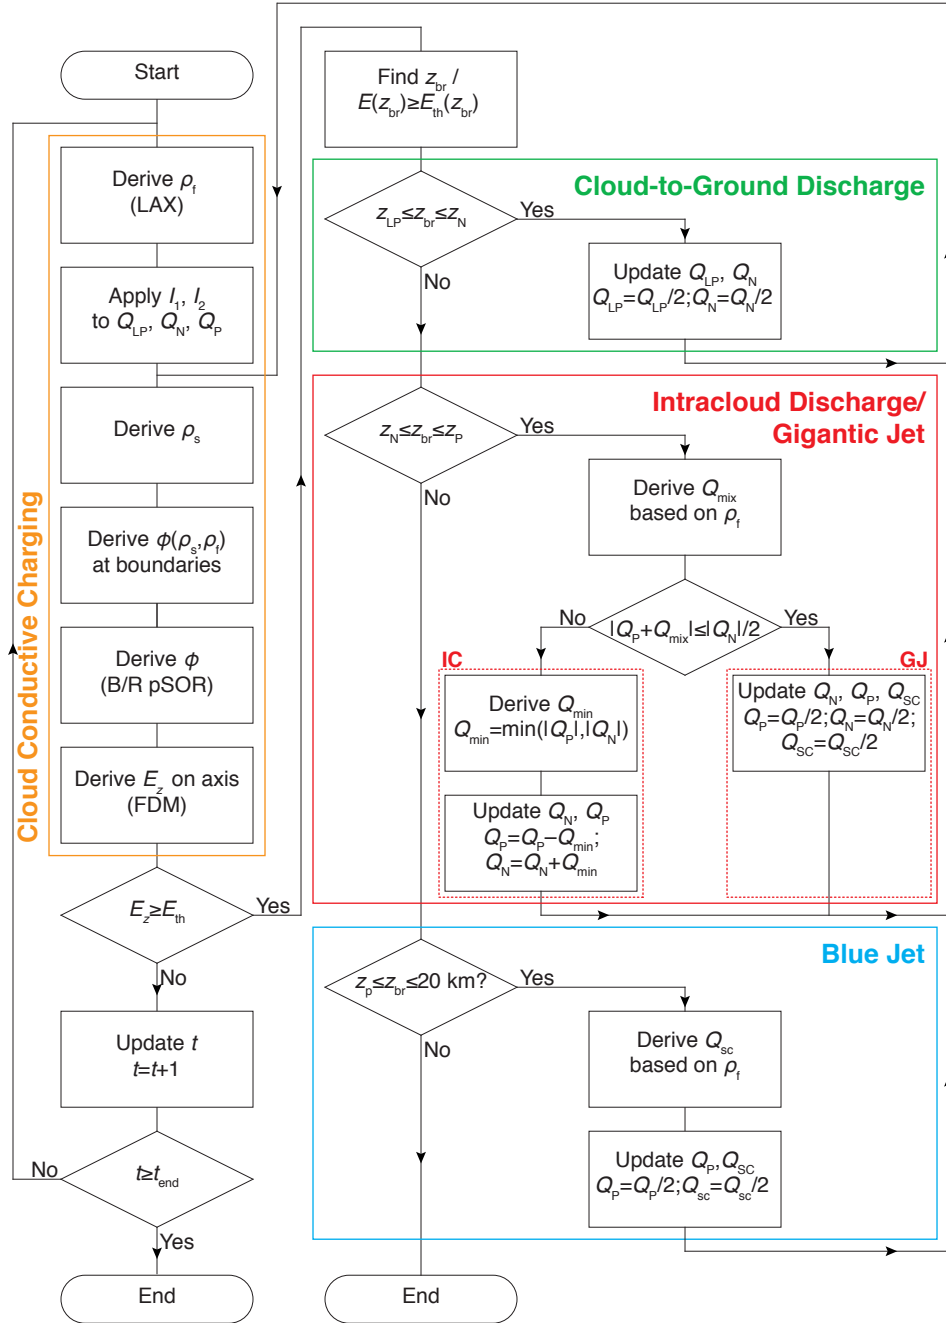 Start
Derive ρf
(LAX)
Apply I1, I2
to QLP, QN, QP
Derive ρs
Derive ϕ(ρs,ρf)
at boundaries
Derive ϕ
(B/R pSOR)
Derive Ez on axis
(FDM)
Cloud Conductive Charging
Ez≥Eth
Yes
No
Update t
t=t+1
t≥tend
No
Yes
End
Find zbr /
E(zbr)≥Eth(zbr)
Cloud-to-Ground Discharge
zLP≤zbr≤zN
Yes
No
Update QLP, QN
QLP=QLP/2;QN=QN/2
Intracloud Discharge/
Gigantic Jet
zN≤zbr≤zP
Yes
No
Derive Qmix
based on ρf
|QP+Qmix|≤|QN|/2
No
Yes
IC
Derive Qmin
Qmin=min(|QP|,|QN|)
Update QN, QP
QP=QP−Qmin;
QN=QN+Qmin
GJ
Update QN, QP, QSC
QP=QP/2;QN=QN/2;
QSC=QSC/2
Blue Jet
zp≤zbr≤20 km?
Yes
No
Derive Qsc
based on ρf
Update QP,QSC
QP=QP/2;Qsc=Qsc/2
End